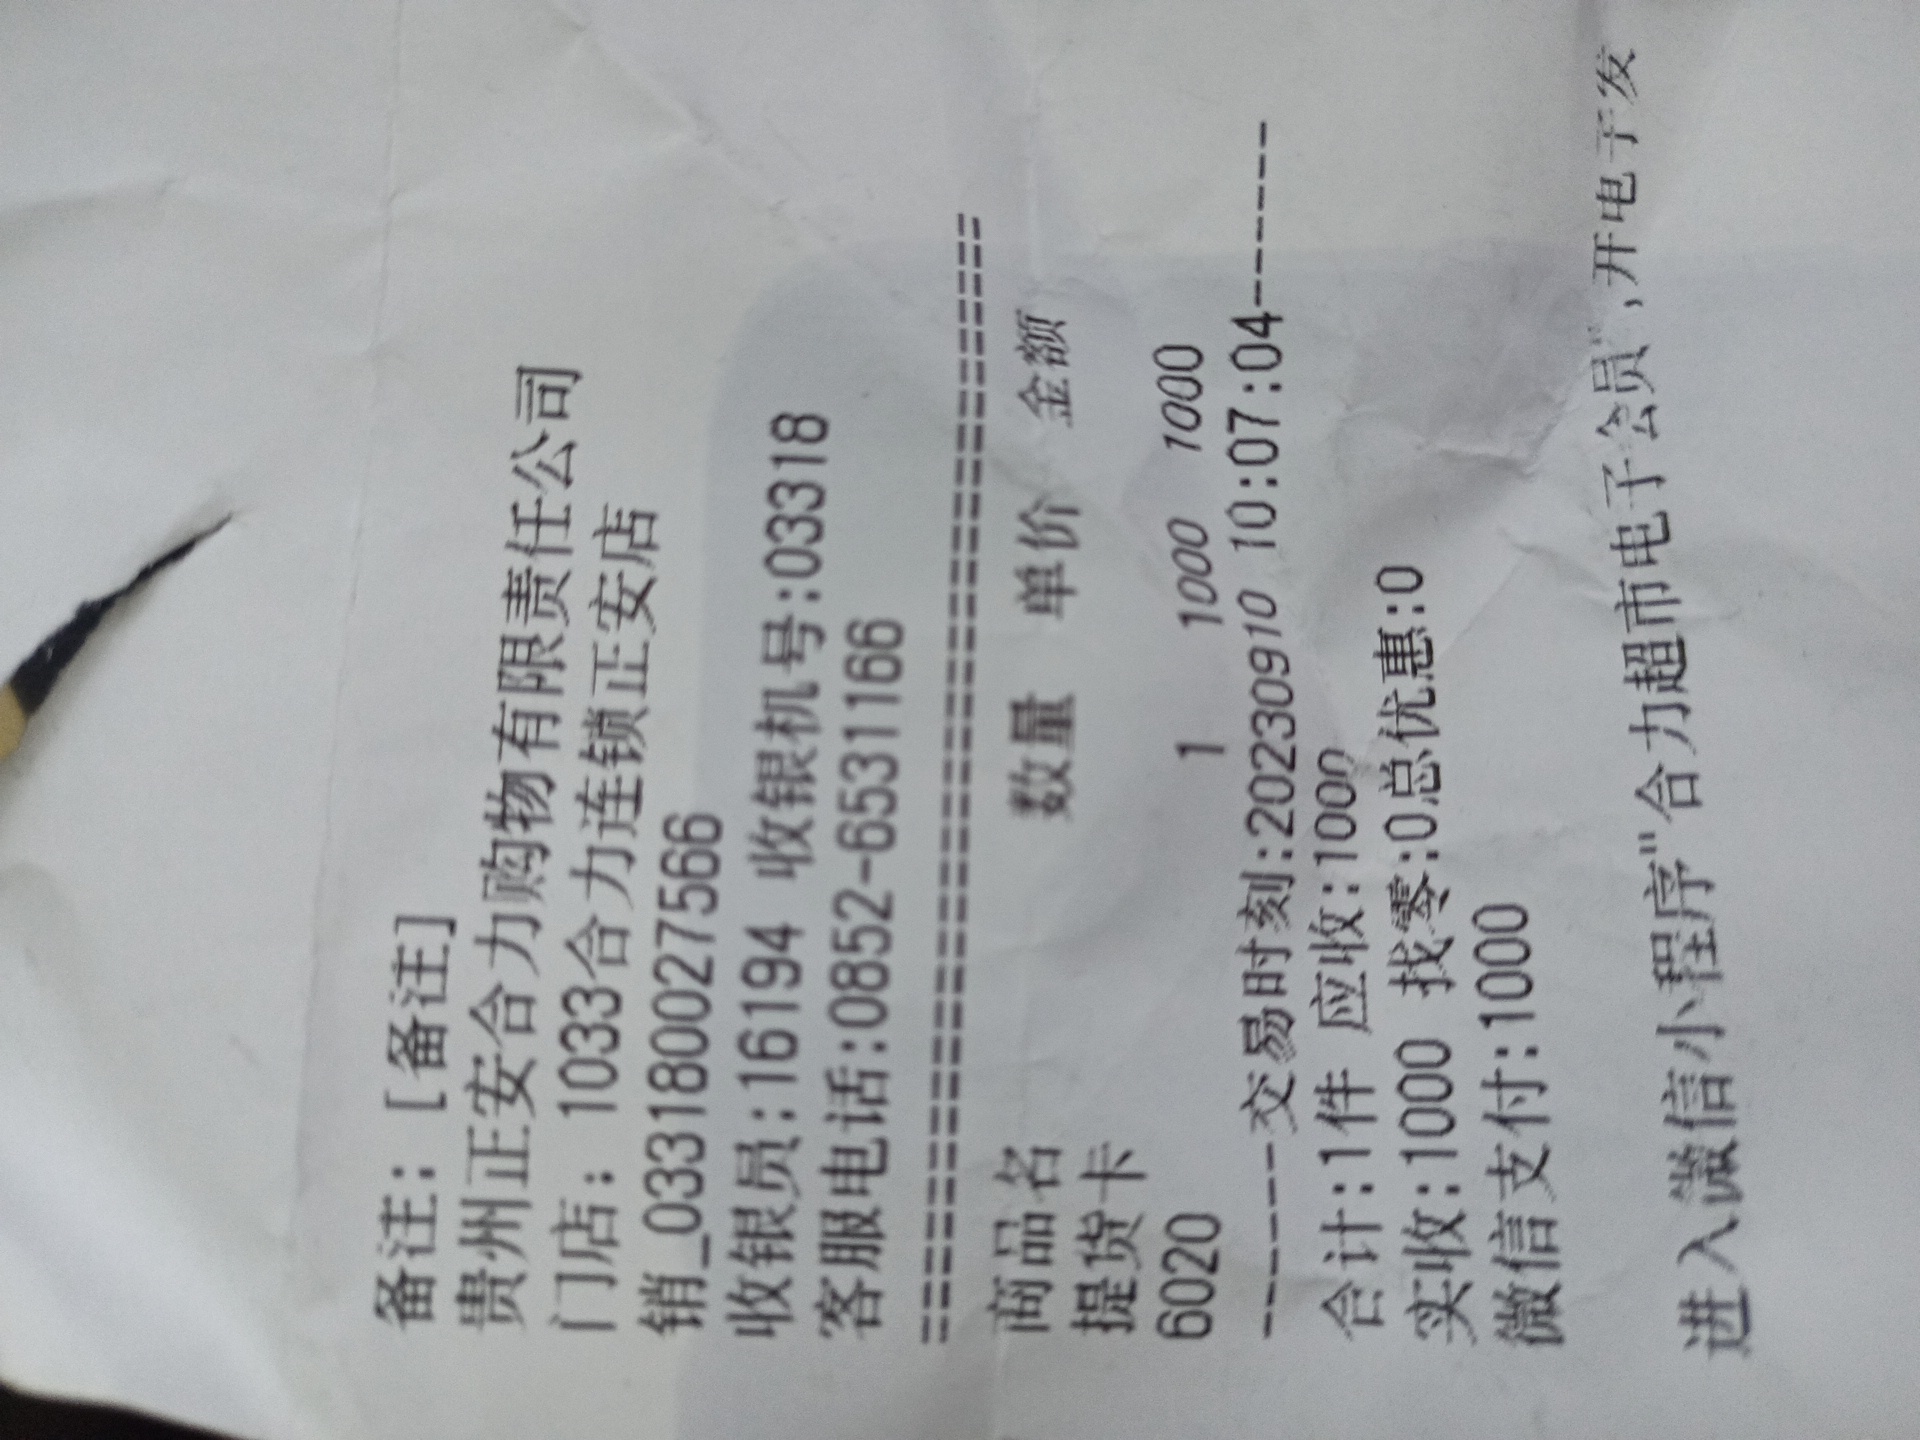 备注：[备注]
贵州正安合力购物有限责任公司
门店：1033合力连锁正安店
销_033180027566
收银员:16194 收银机号:03318
客服电话:0852-6531166
==========================================
商品名 数量 单价 金额
提货卡
6020 1 1000 1000
-------交易时刻:20230910 10:07:04-------
合计:1件 应收:1000
实收:1000 找零:0总优惠:0
微信支付:1000
进入微信小程序"合力超市电子会员",开电子发